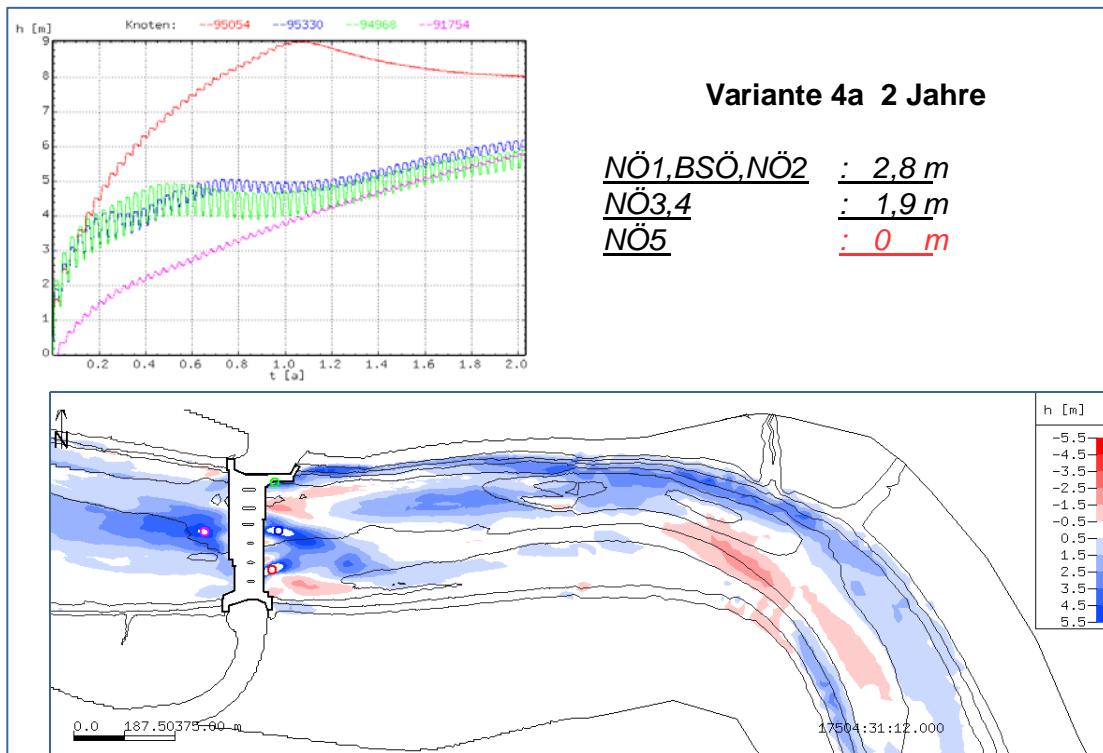 Knoten: --95054 --95330 --94968 --91754
h [m]
9
8
7
6
5
4
3
2
1
0
0.2 0.4 0.6 0.8 1.0 1.2 1.4 1.6 1.8 2.0
t [a]
Variante 4a 2 Jahre
NÖ1,BSÖ,NÖ2 : 2,8 m
NÖ3,4 : 1,9 m
NÖ5 : 0 m
N
h [m]
-5.5
-4.5
-3.5
-2.5
-1.5
-0.5
0.5
1.5
2.5
3.5
4.5
5.5
0.0 187.50375.00 m
17504:31:12.000